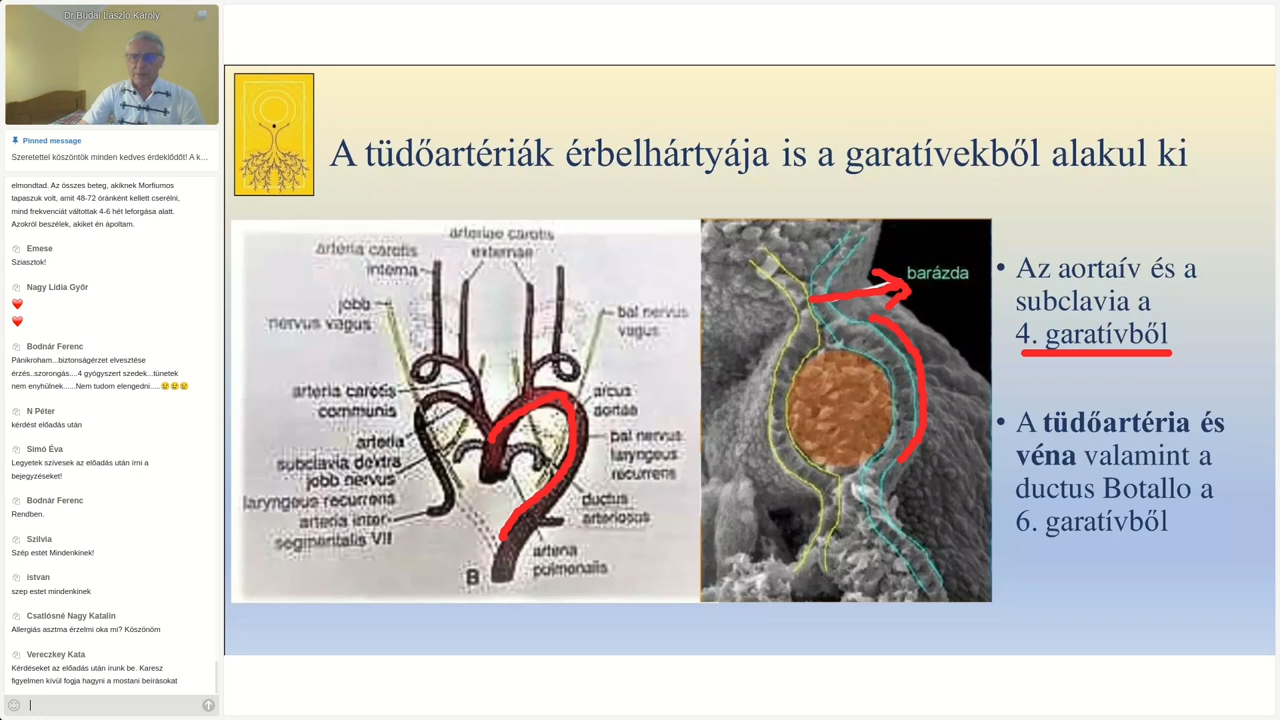 Dr Budai László Károly
Pinned message
Szeretettel köszöntök minden kedves érdeklődőt! A k...
elmondtad. Az összes beteg, akiknek Morfiumos
tapaszuk volt, amit 48-72 óránként kellett cserélni,
mind frekvenciát váltottak 4-6 hét leforgása alatt.
Azokról beszélek, akiket én ápoltam.
Emese
Sziasztok!
Nagy Lídia Győr
❤️
❤️
Bodnár Ferenc
Pánikroham...biztonságérzet elvesztése
érzés..szorongás....4 gyógyszert szedek...tünetek
nem enyhülnek......Nem tudom elengedni.....😢😢😢
N Péter
kérdést előadás után
Simó Éva
Legyetek szívesek az előadás után írni a
bejegyzéseket!
Bodnár Ferenc
Rendben.
Szilvia
Szép estét Mindenkinek!
istvan
szep estet mindenkinek
Csatlósné Nagy Katalin
Allergiás asztma érzelmi oka mi? Köszönöm
Vereczkey Kata
Kérdéseket az előadás után írunk be. Karesz
figyelmen kívül fogja hagyni a mostani beírásokat
A tüdőartériák érbelhártyája is a garatívekből alakul ki
arteriae carotis
externae
arteria carotis
interna
jobb
nervus vagus
bal nervus
vagus
arteria carotis
communis
arcus
aortae
arteria
subclavia dextra
bal nervus
laryngeus
recurrens
jobb nervus
laryngeus recurrens
ductus
arteriosus
arteria inter-
segmentalis VII
arteria
pulmonalis
B
barázda
• Az aortaív és a
subclavia a
4. garatívből
• A tüdőartéria és
véna valamint a
ductus Botallo a
6. garatívből